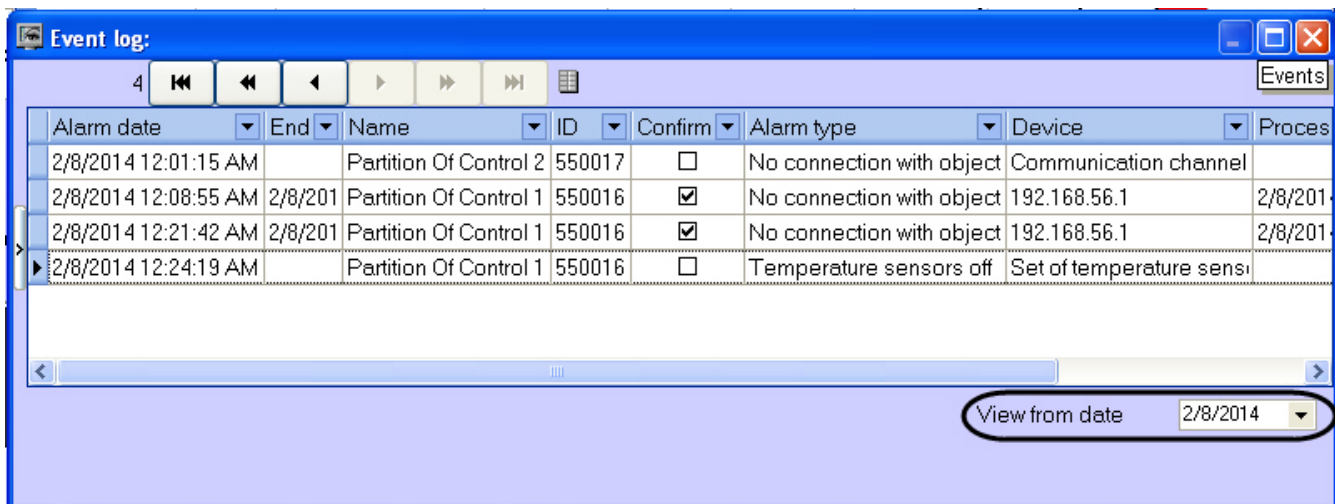 Event log:
Events
4
Alarm date End Name ID Confirm Alarm type Device Proces
2/8/2014 12:01:15 AM Partition Of Control 2 550017 No connection with object Communication channel
2/8/2014 12:08:55 AM 2/8/201 Partition Of Control 1 550016 No connection with object 192.168.56.1 2/8/201
2/8/2014 12:21:42 AM 2/8/201 Partition Of Control 1 550016 No connection with object 192.168.56.1 2/8/201
2/8/2014 12:24:19 AM Partition Of Control 1 550016 Temperature sensors off Set of temperature sens
View from date 2/8/2014